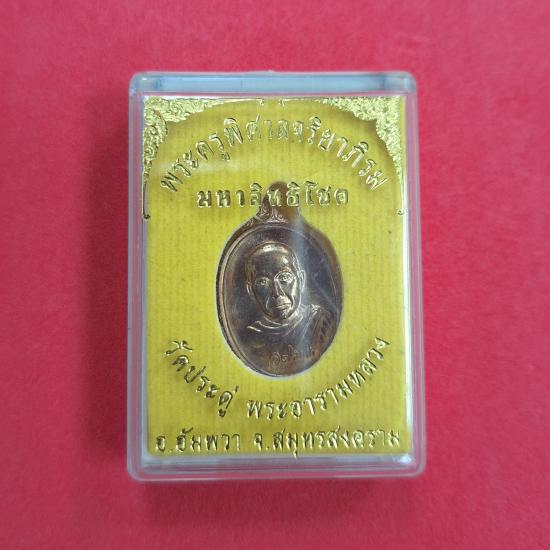 พระครูพิศาลจริยาภิรม
มหาสิทธิโชค
วัดประดู่ พระอารามหลวง
อ.อัมพวา จ.สมุทรสงคราม